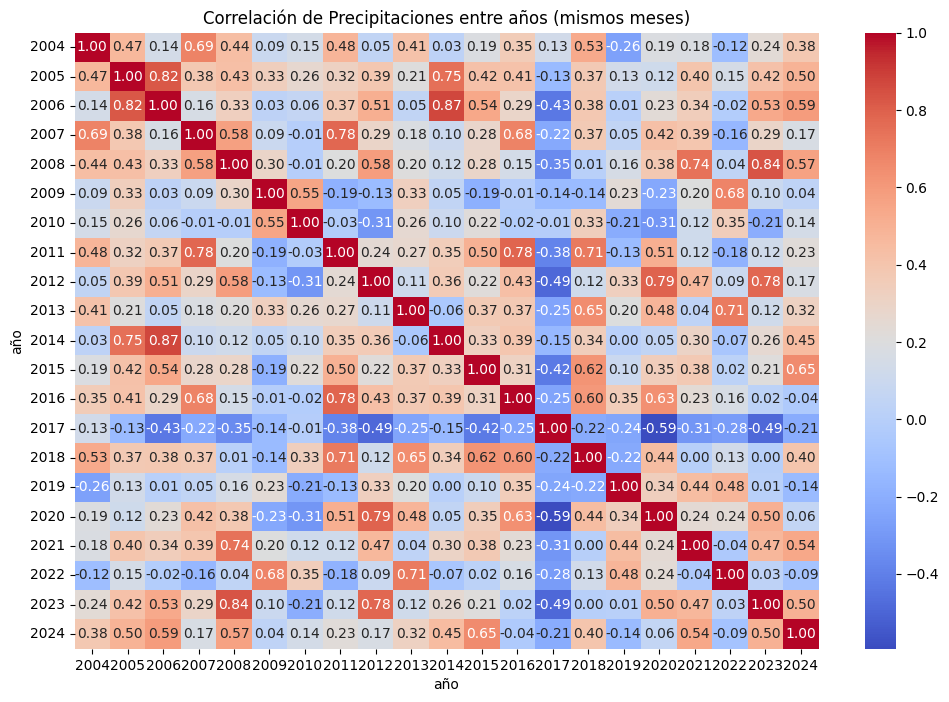 Correlación de Precipitaciones entre años (mismos meses)
2004 1.00 0.47 0.14 0.69 0.44 0.09 0.15 0.48 0.05 0.41 0.03 0.19 0.35 0.13 0.53 -0.26 0.19 0.18 -0.12 0.24 0.38
2005 0.47 1.00 0.82 0.38 0.43 0.33 0.26 0.32 0.39 0.21 0.75 0.42 0.41 -0.13 0.37 0.13 0.12 0.40 0.15 0.42 0.50
2006 0.14 0.82 1.00 0.16 0.33 0.03 0.06 0.37 0.51 0.05 0.87 0.54 0.29 -0.43 0.38 0.01 0.23 0.34 -0.02 0.53 0.59
2007 0.69 0.38 0.16 1.00 0.58 0.09 -0.01 0.78 0.29 0.18 0.10 0.28 0.68 -0.22 0.37 0.05 0.42 0.39 -0.16 0.29 0.17
2008 0.44 0.43 0.33 0.58 1.00 0.30 -0.01 0.20 0.58 0.20 0.12 0.28 0.15 -0.35 0.01 0.16 0.38 0.74 0.04 0.84 0.57
2009 0.09 0.33 0.03 0.09 0.30 1.00 0.55 -0.19 -0.13 0.33 0.05 -0.19 -0.01 -0.14 -0.14 0.23 -0.23 0.20 0.68 0.10 0.04
2010 0.15 0.26 0.06 -0.01 -0.01 0.55 1.00 -0.03 -0.31 0.26 0.10 0.22 -0.02 -0.01 0.33 -0.21 -0.31 0.12 0.35 -0.21 0.14
2011 0.48 0.32 0.37 0.78 0.20 -0.19 -0.03 1.00 0.24 0.27 0.35 0.50 0.78 -0.38 0.71 -0.13 0.51 0.12 -0.18 0.12 0.23
2012 0.05 0.39 0.51 0.29 0.58 -0.13 -0.31 0.24 1.00 0.11 0.36 0.22 0.43 -0.49 0.12 0.33 0.79 0.47 0.09 0.78 0.17
2013 0.41 0.21 0.05 0.18 0.20 0.33 0.26 0.27 0.11 1.00 -0.06 0.37 0.37 -0.25 0.65 0.20 0.48 0.04 0.71 0.12 0.32
2014 0.03 0.75 0.87 0.10 0.12 0.05 0.10 0.35 0.36 -0.06 1.00 0.33 0.39 -0.15 0.34 0.00 0.05 0.30 -0.07 0.26 0.45
2015 0.19 0.42 0.54 0.28 0.28 -0.19 0.22 0.50 0.22 0.37 0.33 1.00 0.31 -0.42 0.62 0.10 0.35 0.38 0.02 0.21 0.65
2016 0.35 0.41 0.29 0.68 0.15 -0.01 -0.02 0.78 0.43 0.37 0.39 0.31 1.00 -0.25 0.60 0.35 0.63 0.23 0.16 0.02 -0.04
2017 0.13 -0.13 -0.43 -0.22 -0.35 -0.14 -0.01 -0.38 -0.49 -0.25 -0.15 -0.42 -0.25 1.00 -0.22 -0.24 -0.59 -0.31 -0.28 -0.49 -0.21
2018 0.53 0.37 0.38 0.37 0.01 -0.14 0.33 0.71 0.12 0.65 0.34 0.62 0.60 -0.22 1.00 -0.22 0.44 0.00 0.13 0.00 0.40
2019 -0.26 0.13 0.01 0.05 0.16 0.23 -0.21 -0.13 0.33 0.20 0.00 0.10 0.35 -0.24 -0.22 1.00 0.34 0.44 0.48 0.01 -0.14
2020 0.19 0.12 0.23 0.42 0.38 -0.23 -0.31 0.51 0.79 0.48 0.05 0.35 0.63 -0.59 0.44 0.34 1.00 0.24 0.24 0.50 0.06
2021 0.18 0.40 0.34 0.39 0.74 0.20 0.12 0.12 0.47 0.04 0.30 0.38 0.23 -0.31 0.00 0.44 0.24 1.00 -0.04 0.47 0.54
2022 -0.12 0.15 -0.02 -0.16 0.04 0.68 0.35 -0.18 0.09 0.71 -0.07 0.02 0.16 -0.28 0.13 0.48 0.24 -0.04 1.00 0.03 -0.09
2023 0.24 0.42 0.53 0.29 0.84 0.10 -0.21 0.12 0.78 0.12 0.26 0.21 0.02 -0.49 0.00 0.01 0.50 0.47 0.03 1.00 0.50
2024 0.38 0.50 0.59 0.17 0.57 0.04 0.14 0.23 0.17 0.32 0.45 0.65 -0.04 -0.21 0.40 -0.14 0.06 0.54 -0.09 0.50 1.00
2004 2005 2006 2007 2008 2009 2010 2011 2012 2013 2014 2015 2016 2017 2018 2019 2020 2021 2022 2023 2024
año
año
1.0
0.8
0.6
0.4
0.2
0.0
−0.2
−0.4